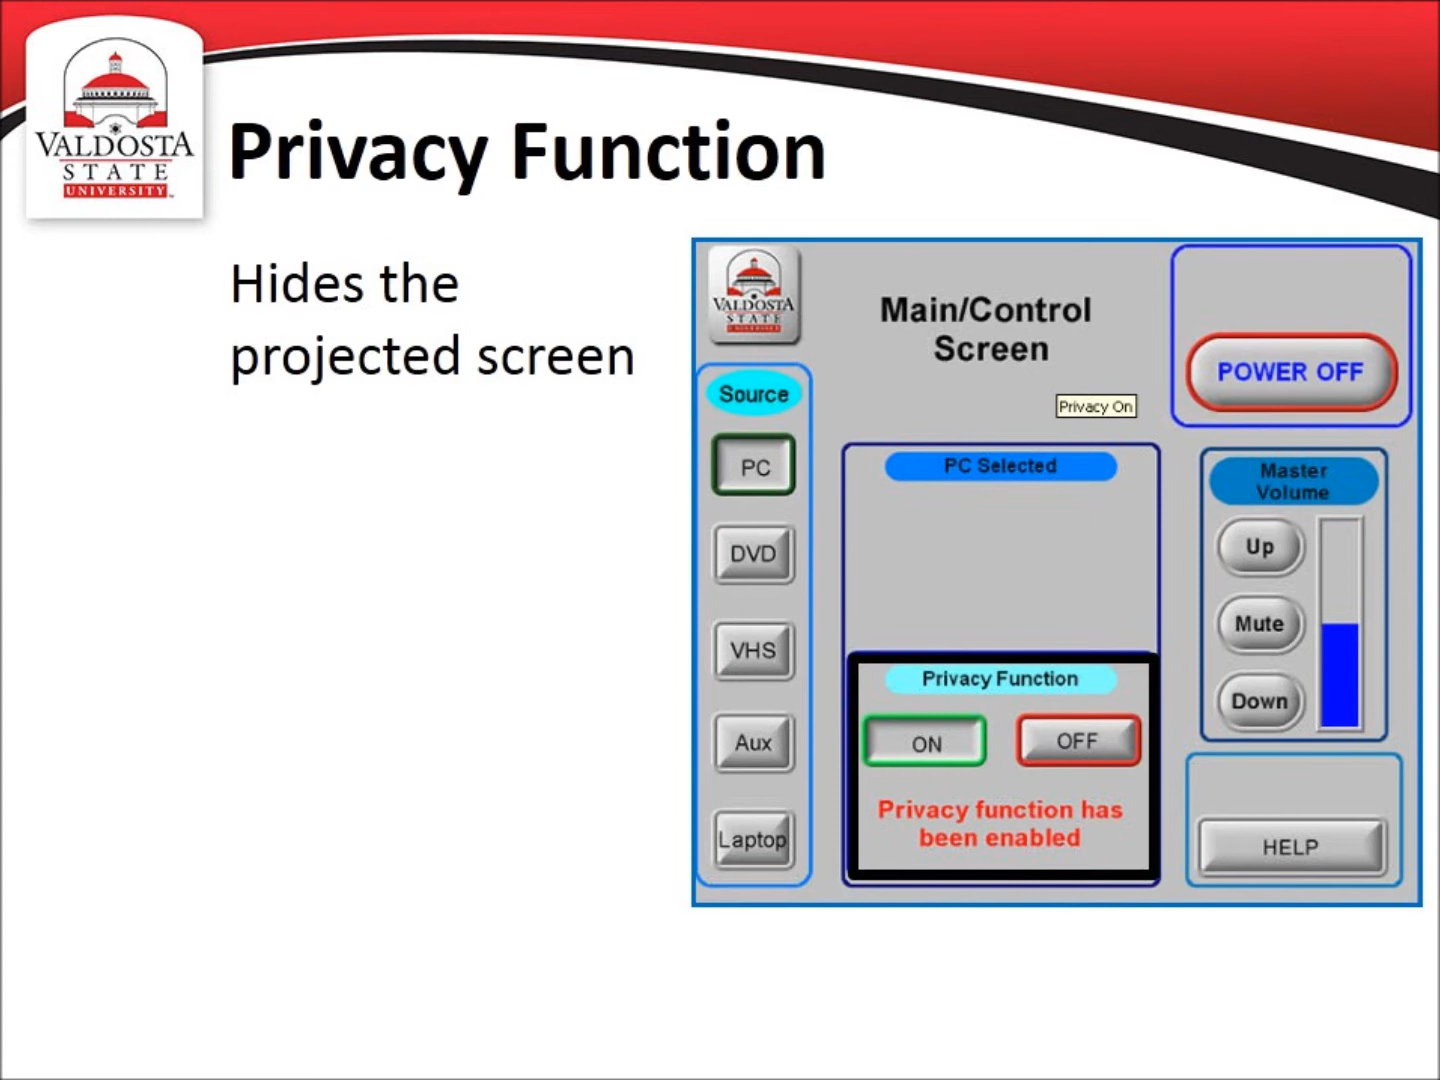 VALDOSTA
STATE
UNIVERSITY
Privacy Function
Hides the
projected screen
VALDOSTA
STATE
UNIVERSITY
Main/Control
Screen
POWER OFF
Privacy On
Source
PC
DVD
VHS
Aux
Laptop
PC Selected
Privacy Function
ON
OFF
Privacy function has
been enabled
Master
Volume
Up
Mute
Down
HELP